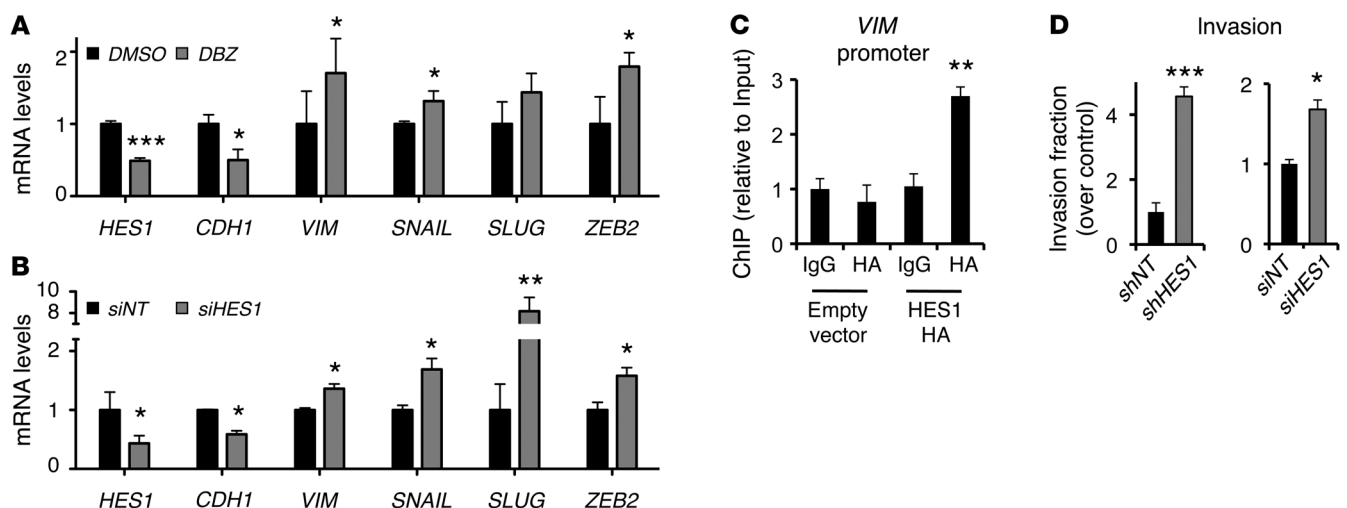 A
mRNA levels
2
1
0
DMSO DBZ
*** * * * *
HES1 CDH1 VIM SNAIL SLUG ZEB2
B
mRNA levels
10
8
2
1
0
siNT siHES1
* * * * ** *
HES1 CDH1 VIM SNAIL SLUG ZEB2
C
VIM
promoter
ChIP (relative to Input)
3
2
1
0
**
IgG HA IgG HA
Empty
vector
HES1
HA
D
Invasion
Invasion fraction
(over control)
4
2
0
***
shNT
shHES1
2
1
0
*
siNT
siHES1